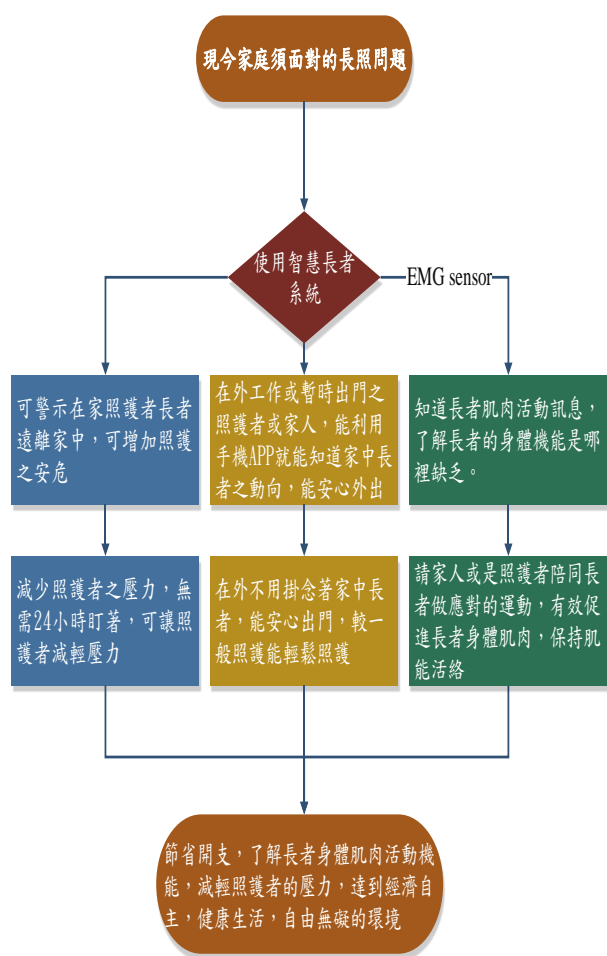 現今家庭須面對的長照問題
使用智慧長者
系統
EMG sensor
可警示在家照護者長者
遠離家中，可增加照護
之安危
在外工作或暫時出門之
照護者或家人，能利用
手機APP就能知道家中長
者之動向，能安心外出
知道長者肌肉活動訊息，
了解長者的身體機能是哪
裡缺乏。
減少照護者之壓力，無
需24小時盯著，可讓照
護者減輕壓力
在外不用掛念著家中長
者，能安心出門，較一
般照護能輕鬆照護
請家人或是照護者陪同長
者做應對的運動，有效促
進長者身體肌肉，保持肌
能活絡
節省開支，了解長者身體肌肉活動機
能，減輕照護者的壓力，達到經濟自
主，健康生活，自由無礙的環境